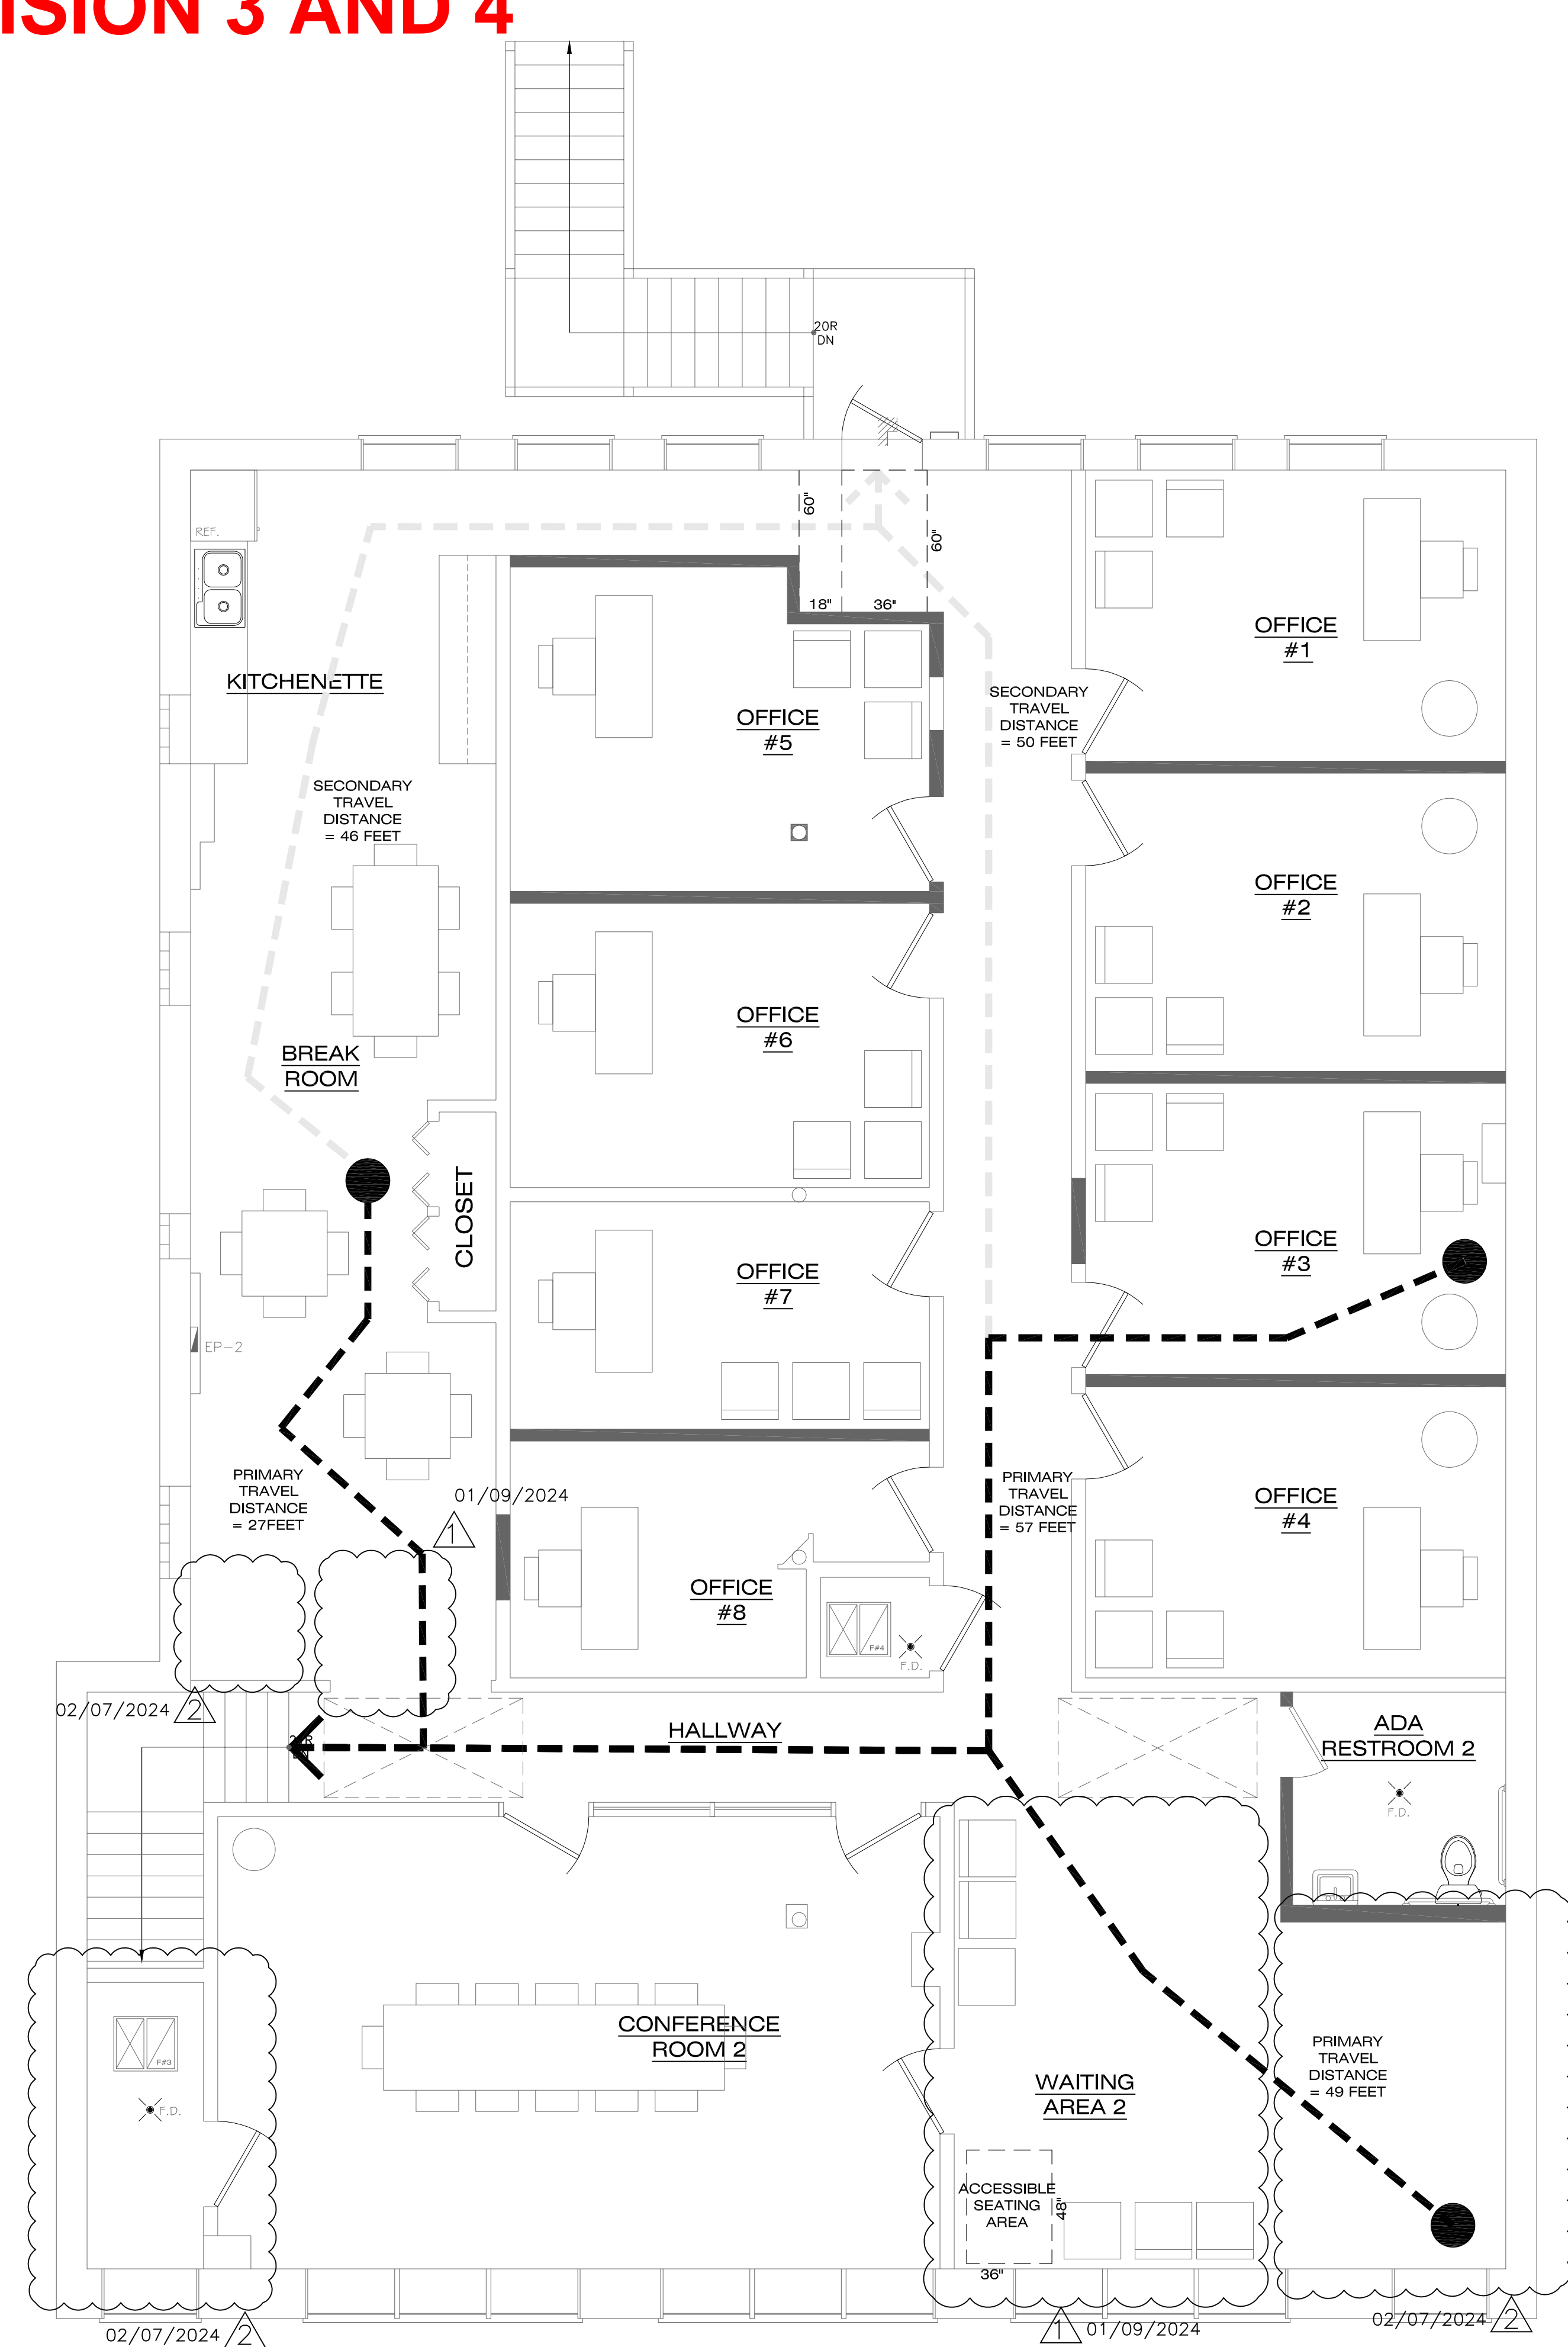 ISION 3 AND 4
20R
DN
60"
60"
18"
36"
REF.
KITCHENETTE
OFFICE
#1
OFFICE
#5
SECONDARY
TRAVEL
DISTANCE
= 50 FEET
SECONDARY
TRAVEL
DISTANCE
= 46 FEET
OFFICE
#2
OFFICE
#6
BREAK
ROOM
CLOSET
OFFICE
#3
OFFICE
#7
EP-2
PRIMARY
TRAVEL
DISTANCE
= 27FEET
01/09/2024
1
PRIMARY
TRAVEL
DISTANCE
= 57 FEET
OFFICE
#4
OFFICE
#8
F#4
F.D.
02/07/2024
2
HALLWAY
ADA
RESTROOM 2
F.D.
CONFERENCE
ROOM 2
F#3
F.D.
WAITING
AREA 2
PRIMARY
TRAVEL
DISTANCE
= 49 FEET
ACCESSIBLE
SEATING
AREA
48"
36"
02/07/2024
2
1
01/09/2024
02/07/2024
2